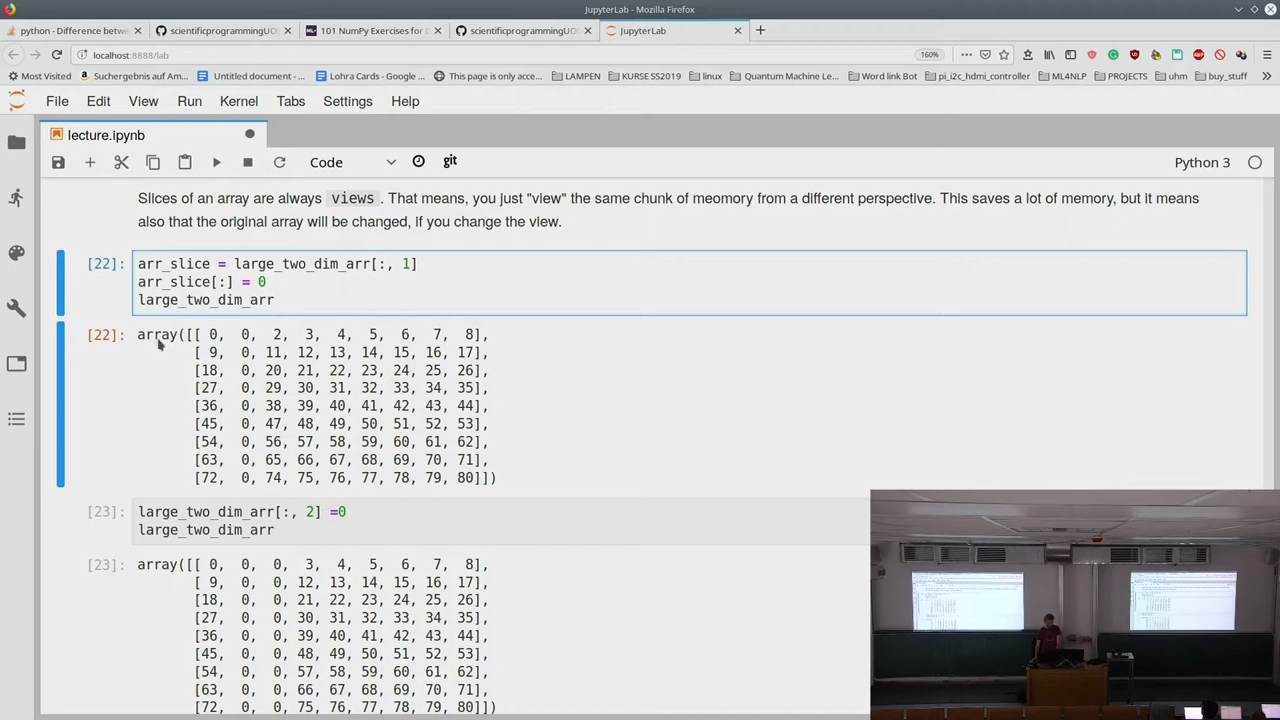 JupyterLab - Mozilla Firefox
python - Difference betwe
scientificprogrammingUOS
101 NumPy Exercises for D
scientificprogrammingUOS
JupyterLab
localhost:8888/lab
160%
Most Visited
Suchergebnis auf Am...
Untitled document - ...
Lohra Cards - Google ...
This page is only acce...
LAMPEN
KURSE SS2019
linux
Quantum Machine Le...
Word link Bot
pi_i2c_hdmi_controller
ML4NLP
PROJECTS
uhm
buy_stuff
File Edit View Run Kernel Tabs Settings Help
lecture.ipynb
Code
git
Python 3
Slices of an array are always views . That means, you just "view" the same chunk of meomory from a different perspective. This saves a lot of memory, but it means
also that the original array will be changed, if you change the view.
[22]: arr_slice = large_two_dim_arr[:, 1]
arr_slice[:] = 0
large_two_dim_arr
[22]: array([[ 0,  0,  2,  3,  4,  5,  6,  7,  8],
[ 9,  0, 11, 12, 13, 14, 15, 16, 17],
[18,  0, 20, 21, 22, 23, 24, 25, 26],
[27,  0, 29, 30, 31, 32, 33, 34, 35],
[36,  0, 38, 39, 40, 41, 42, 43, 44],
[45,  0, 47, 48, 49, 50, 51, 52, 53],
[54,  0, 56, 57, 58, 59, 60, 61, 62],
[63,  0, 65, 66, 67, 68, 69, 70, 71],
[72,  0, 74, 75, 76, 77, 78, 79, 80]])
[23]: large_two_dim_arr[:, 2] =0
large_two_dim_arr
[23]: array([[ 0,  0,  0,  3,  4,  5,  6,  7,  8],
[ 9,  0,  0, 12, 13, 14, 15, 16, 17],
[18,  0,  0, 21, 22, 23, 24, 25, 26],
[27,  0,  0, 30, 31, 32, 33, 34, 35],
[36,  0,  0, 39, 40, 41, 42, 43, 44],
[45,  0,  0, 48, 49, 50, 51, 52, 53],
[54,  0,  0, 57, 58, 59, 60, 61, 62],
[63,  0,  0, 66, 67, 68, 69, 70, 71],
[72,  0,  0, 75, 76, 77, 78, 79, 80]])